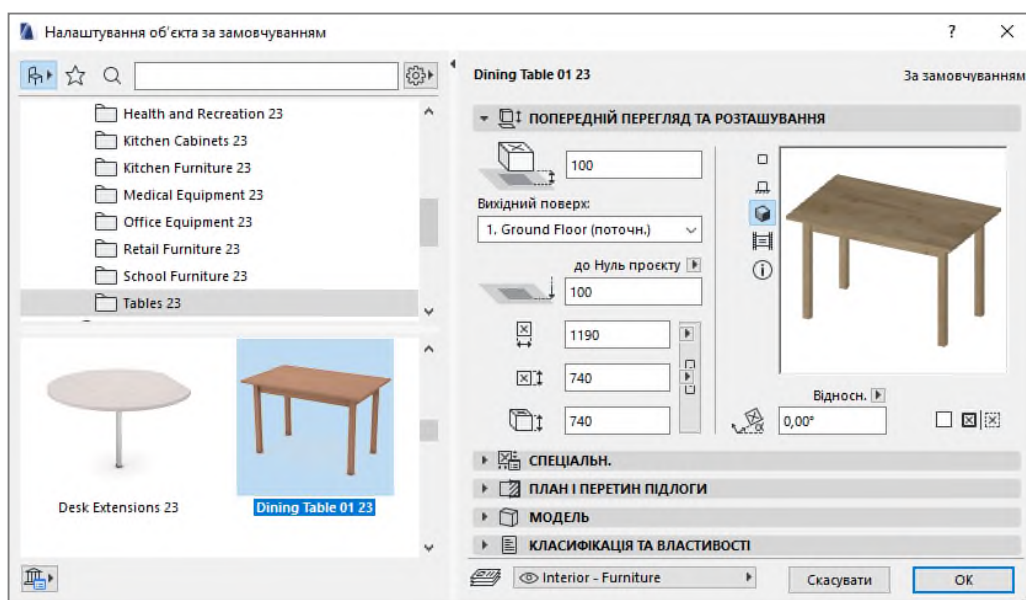 Налаштування об'єкта за замовчуванням
Health and Recreation 23
Kitchen Cabinets 23
Kitchen Furniture 23
Medical Equipment 23
Office Equipment 23
Retail Furniture 23
School Furniture 23
Tables 23
Desk Extensions 23
Dining Table 01 23
Dining Table 01 23
За замовчуванням
ПОПЕРЕДНІЙ ПЕРЕГЛЯД ТА РОЗТАШУВАННЯ
100
Вихідний поверх:
1. Ground Floor (поточн.)
до Нуль проєкту
100
1190
740
740
Відносн.
α
0,00°
СПЕЦІАЛЬН.
ПЛАН І ПЕРЕТИН ПІДЛОГИ
МОДЕЛЬ
КЛАСИФІКАЦІЯ ТА ВЛАСТИВОСТІ
Interior - Furniture
Скасувати
ОК